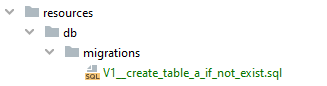 resources
db
migrations
SQL V1__create_table_a_if_not_exist.sql